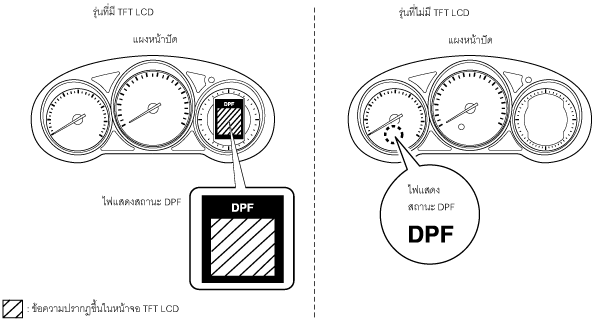 รุ่นที่มี TFT LCD
แผงหน้าปัด
DPF
ไฟแสดงสถานะ DPF
DPF
: ข้อความปรากฏขึ้นในหน้าจอ TFT LCD
รุ่นที่ไม่มี TFT LCD
แผงหน้าปัด
ไฟแสดง
สถานะ DPF
DPF